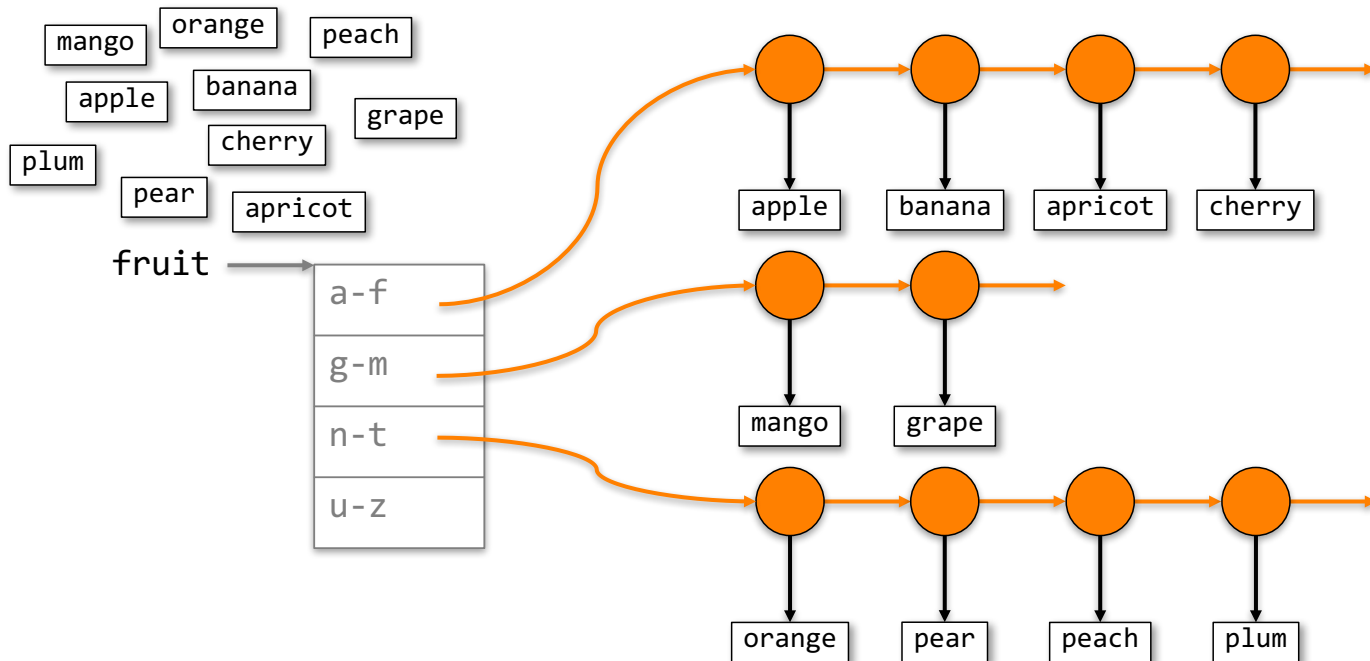 orange
mango
peach
banana
apple
grape
cherry
plum
pear
apricot
fruit
a-f
g-m
n-t
u-z
apple
banana
apricot
cherry
mango
grape
orange
pear
peach
plum